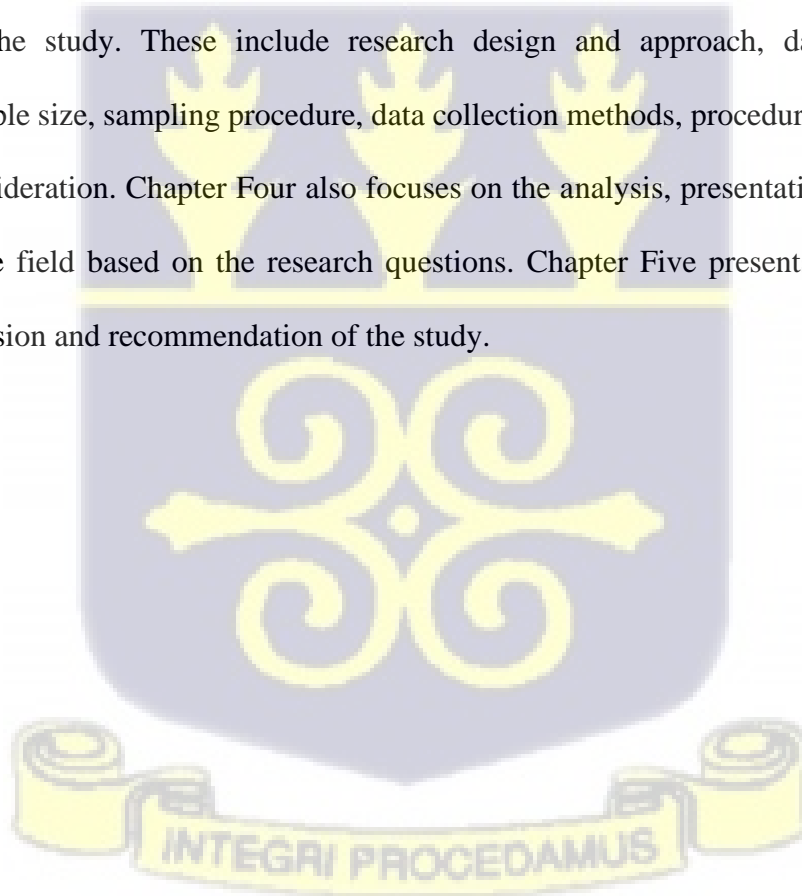 he study. These include research design and approach, da
ple size, sampling procedure, data collection methods, procedur
ideration. Chapter Four also focuses on the analysis, presentati
e field based on the research questions. Chapter Five present
sion and recommendation of the study.
INTEGRI PROCEDAMUS